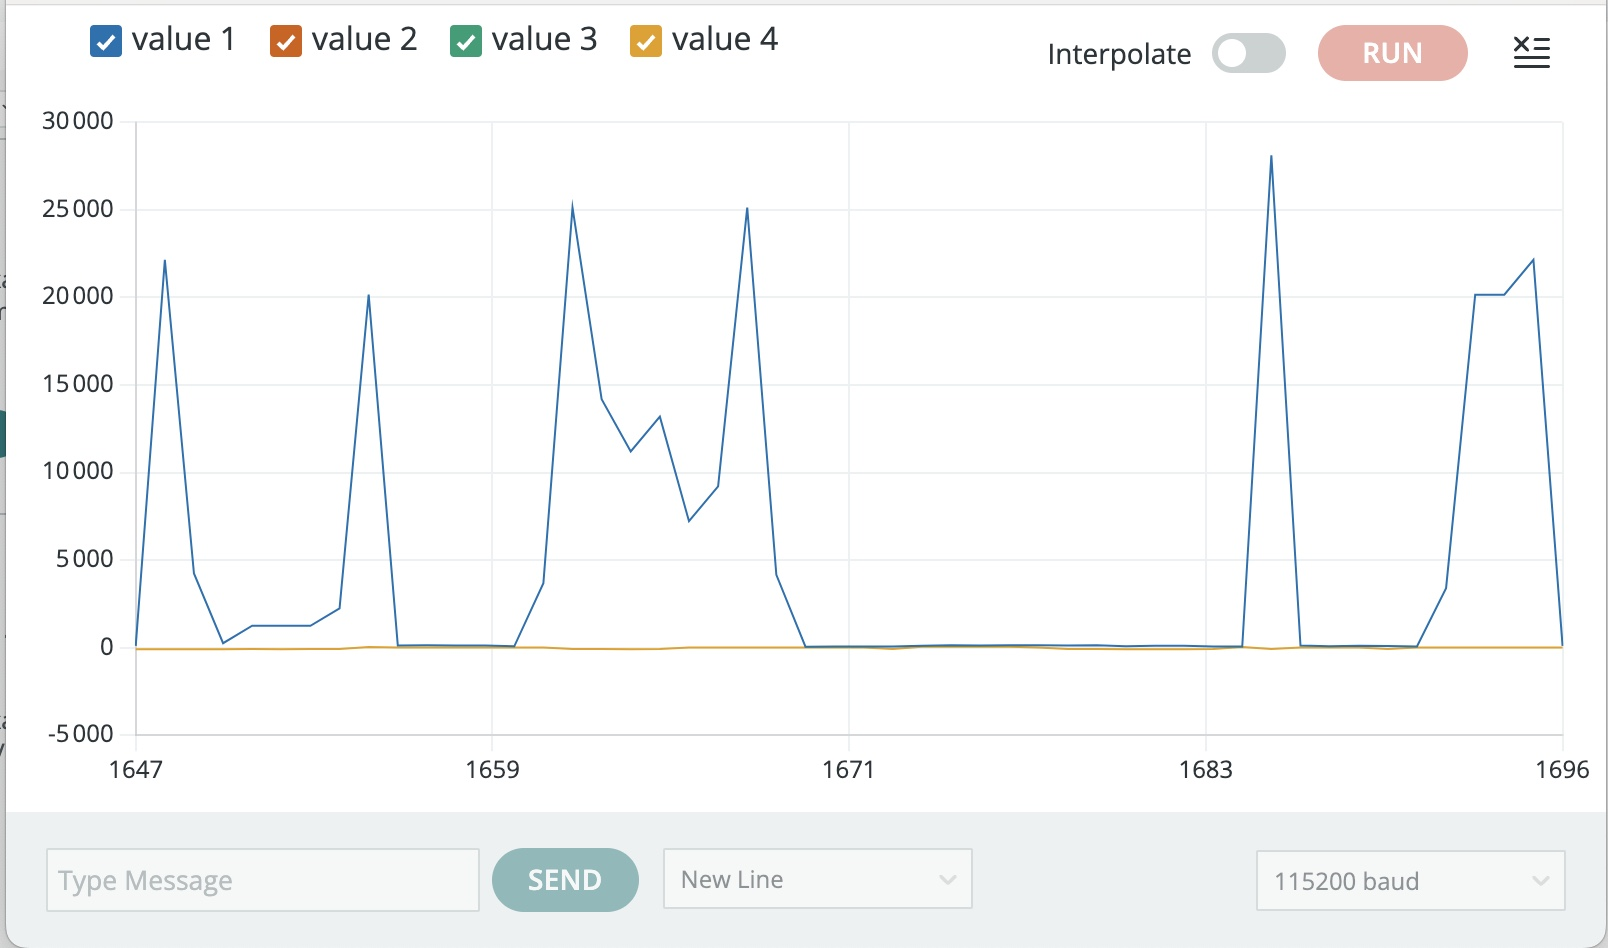 value 1 value 2 value 3 value 4
Interpolate RUN
30 000
25 000
20 000
15 000
10 000
5 000
0
-5 000
1647 1659 1671 1683 1696
Type Message SEND New Line 115200 baud